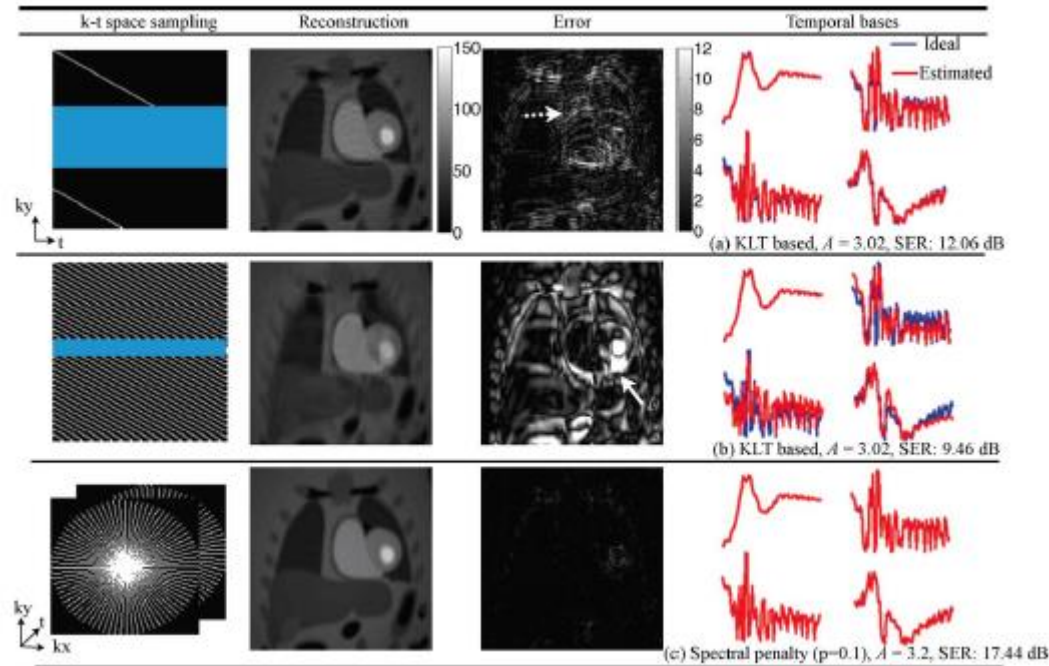 k-t space sampling Reconstruction Error Temporal bases
150
100
50
0
12
10
8
6
4
2
0
Ideal
Estimated
ky
t
(a) KLT based, A = 3.02, SER: 12.06 dB
(b) KLT based, A = 3.02, SER: 9.46 dB
ky
t
kx
(c) Spectral penalty (p=0.1), A = 3.2, SER: 17.44 dB